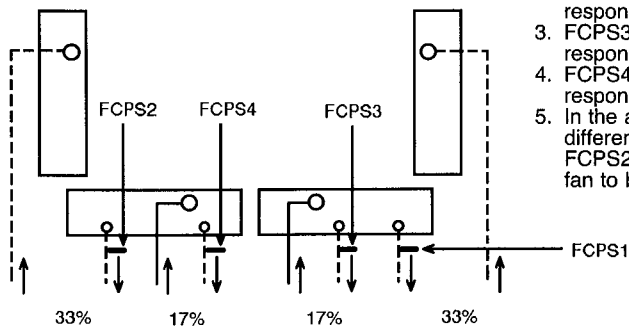 respon
3. FCPS3
respon
4. FCPS4
respon
5. In the a
differen
FCPS2
fan to b
FCPS2
FCPS4
FCPS3
FCPS1
33%
17%
17%
33%